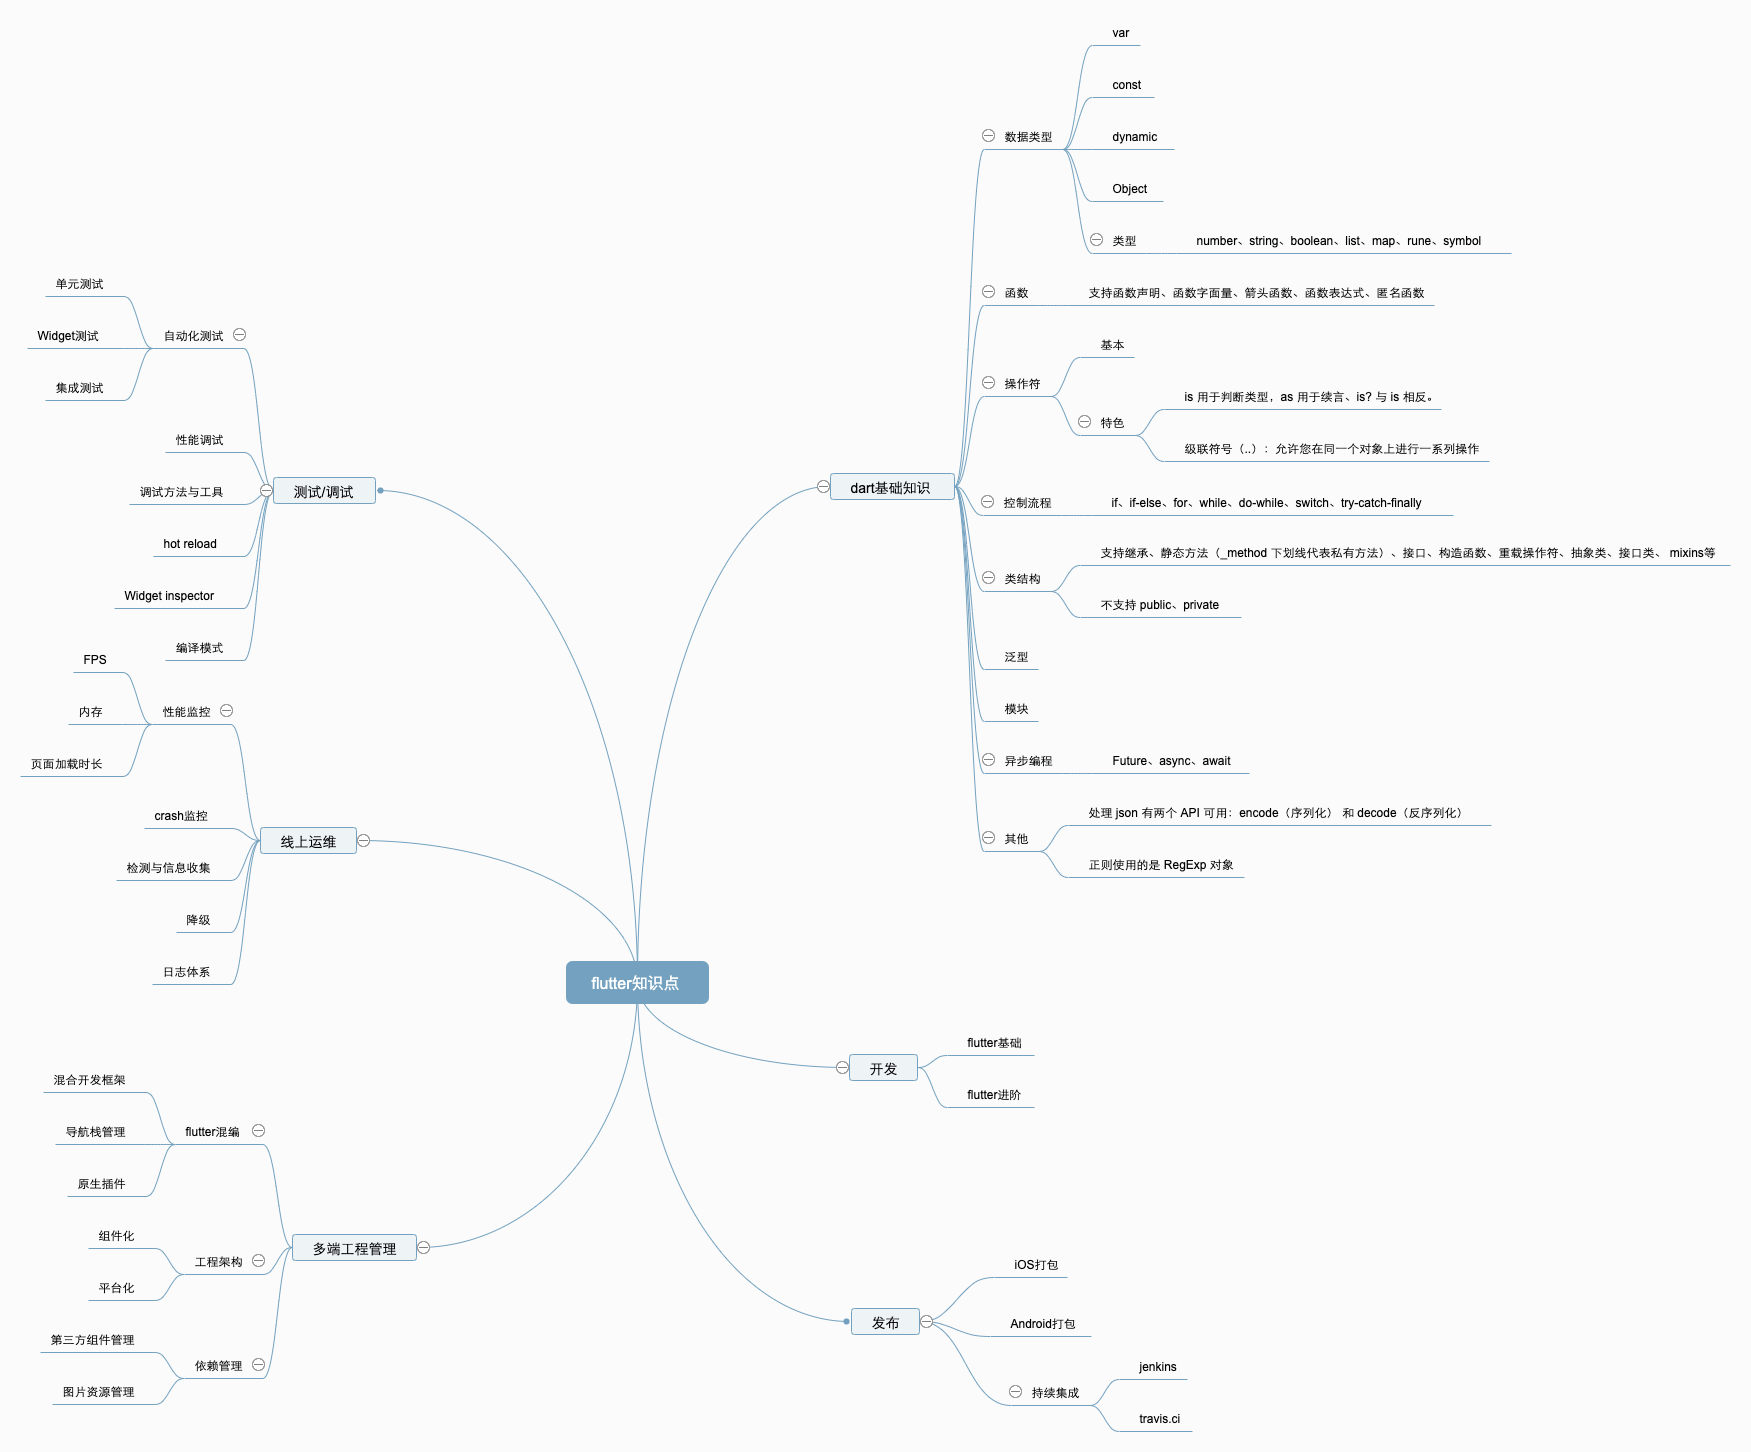 flutter知识点
dart基础知识
数据类型
var
const
dynamic
Object
类型
number、string、boolean、list、map、rune、symbol
函数
支持函数声明、函数字面量、箭头函数、函数表达式、匿名函数
操作符
基本
特色
is 用于判断类型，as 用于续言、is? 与 is 相反。
级联符号（..）：允许您在同一个对象上进行一系列操作
控制流程
if、if-else、for、while、do-while、switch、try-catch-finally
类结构
支持继承、静态方法（_method 下划线代表私有方法）、接口、构造函数、重载操作符、抽象类、接口类、 mixins等
不支持 public、private
泛型
模块
异步编程
Future、async、await
其他
处理 json 有两个 API 可用：encode（序列化） 和 decode（反序列化）
正则使用的是 RegExp 对象
开发
flutter基础
flutter进阶
发布
iOS打包
Android打包
持续集成
jenkins
travis.ci
测试/调试
自动化测试
单元测试
Widget测试
集成测试
性能调试
调试方法与工具
hot reload
Widget inspector
编译模式
线上运维
性能监控
FPS
内存
页面加载时长
crash监控
检测与信息收集
降级
日志体系
多端工程管理
flutter混编
混合开发框架
导航栈管理
原生插件
工程架构
组件化
平台化
依赖管理
第三方组件管理
图片资源管理